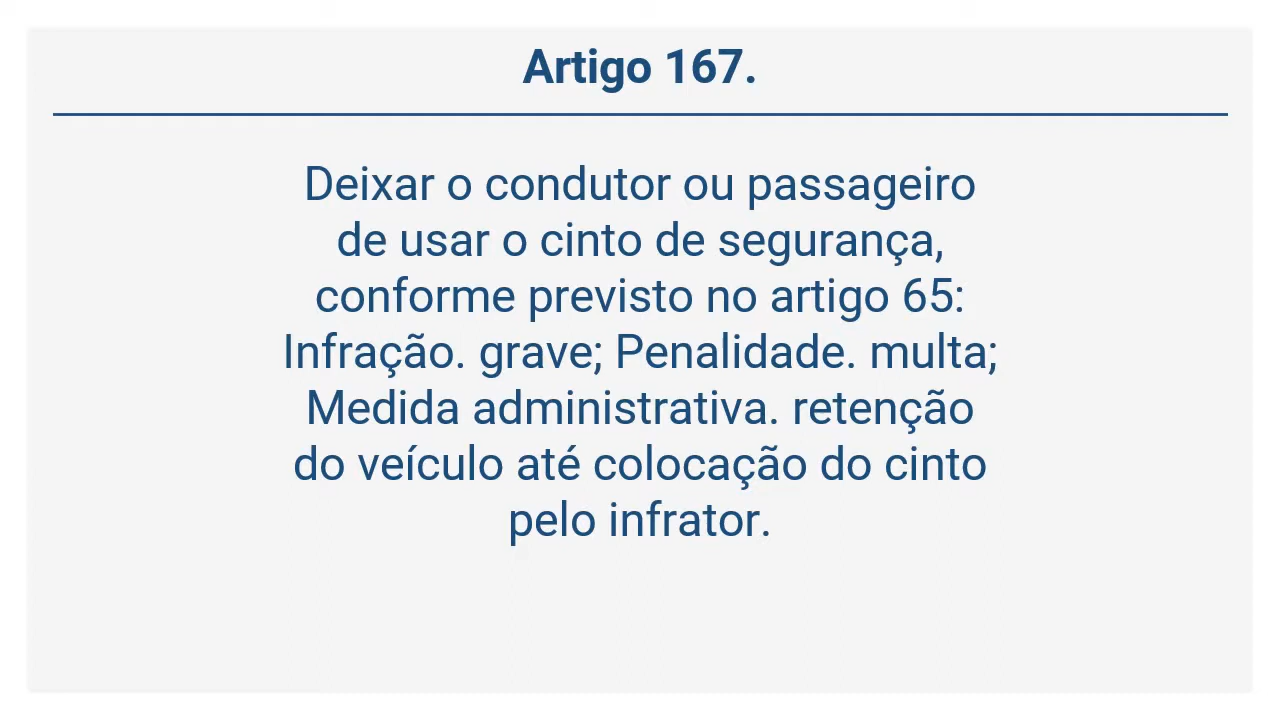 Artigo 167.
Deixar o condutor ou passageiro
de usar o cinto de segurança,
conforme previsto no artigo 65:
Infração. grave; Penalidade. multa;
Medida administrativa. retenção
do veículo até colocação do cinto
pelo infrator.